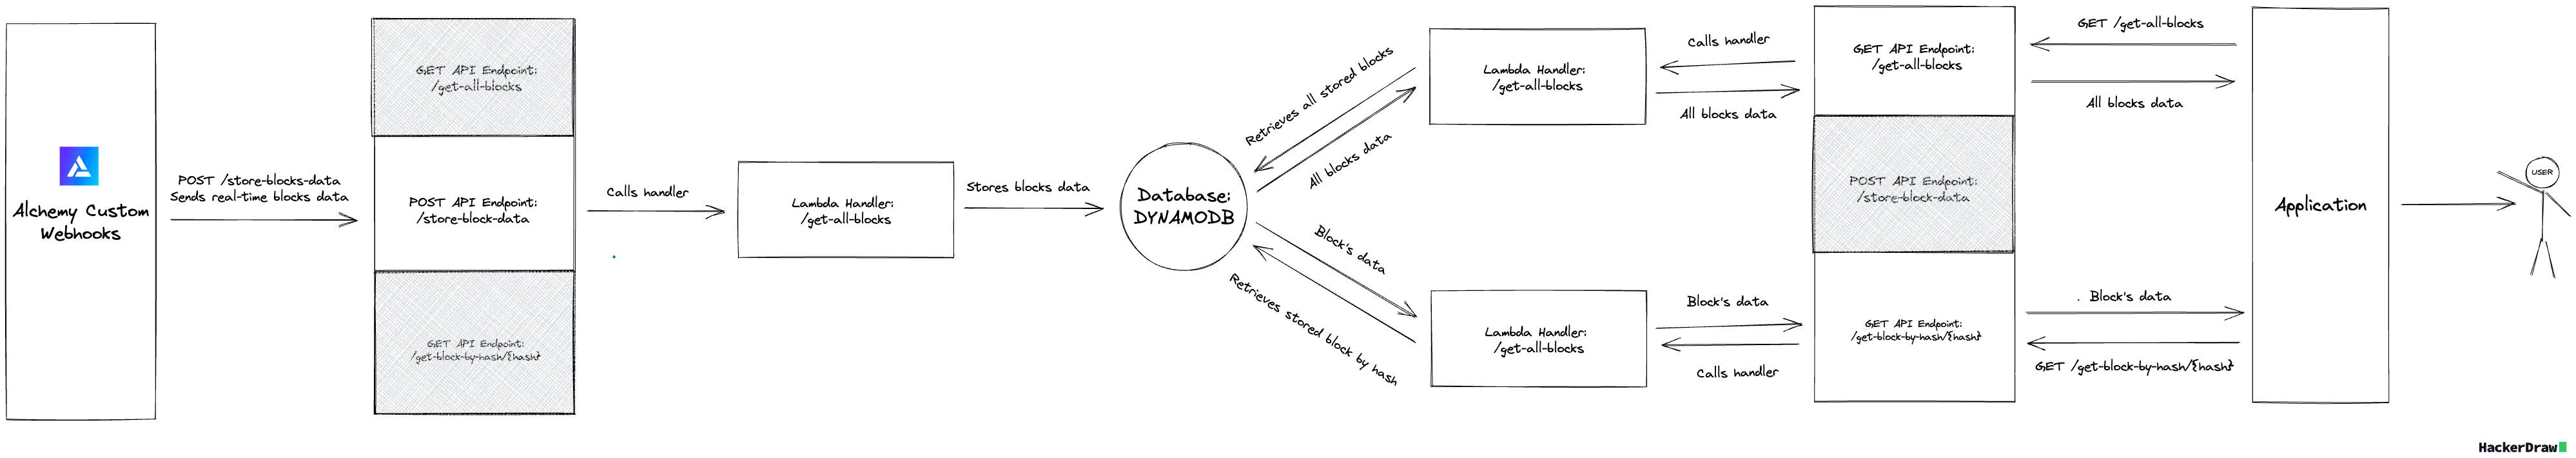 Alchemy Custom
Webhooks
POST /store-blocks-data
Sends real-time blocks data
GET API Endpoint:
/get-all-blocks
POST API Endpoint:
/store-block-data
GET API Endpoint:
/get-block-by-hash/{hash}
Calls handler
Lambda Handler:
/get-all-blocks
Stores blocks data
Database:
DYNAMODB
Retrieves all stored blocks
All blocks data
Block's data
Retrieves stored block by hash
Lambda Handler:
/get-all-blocks
Lambda Handler:
/get-all-blocks
Calls handler
All blocks data
Block's data
Calls handler
GET API Endpoint:
/get-all-blocks
POST API Endpoint:
/store-block-data
GET API Endpoint:
/get-block-by-hash/{hash}
GET /get-all-blocks
All blocks data
. Block's data
GET /get-block-by-hash/{hash}
Application
USER
HackerDraw